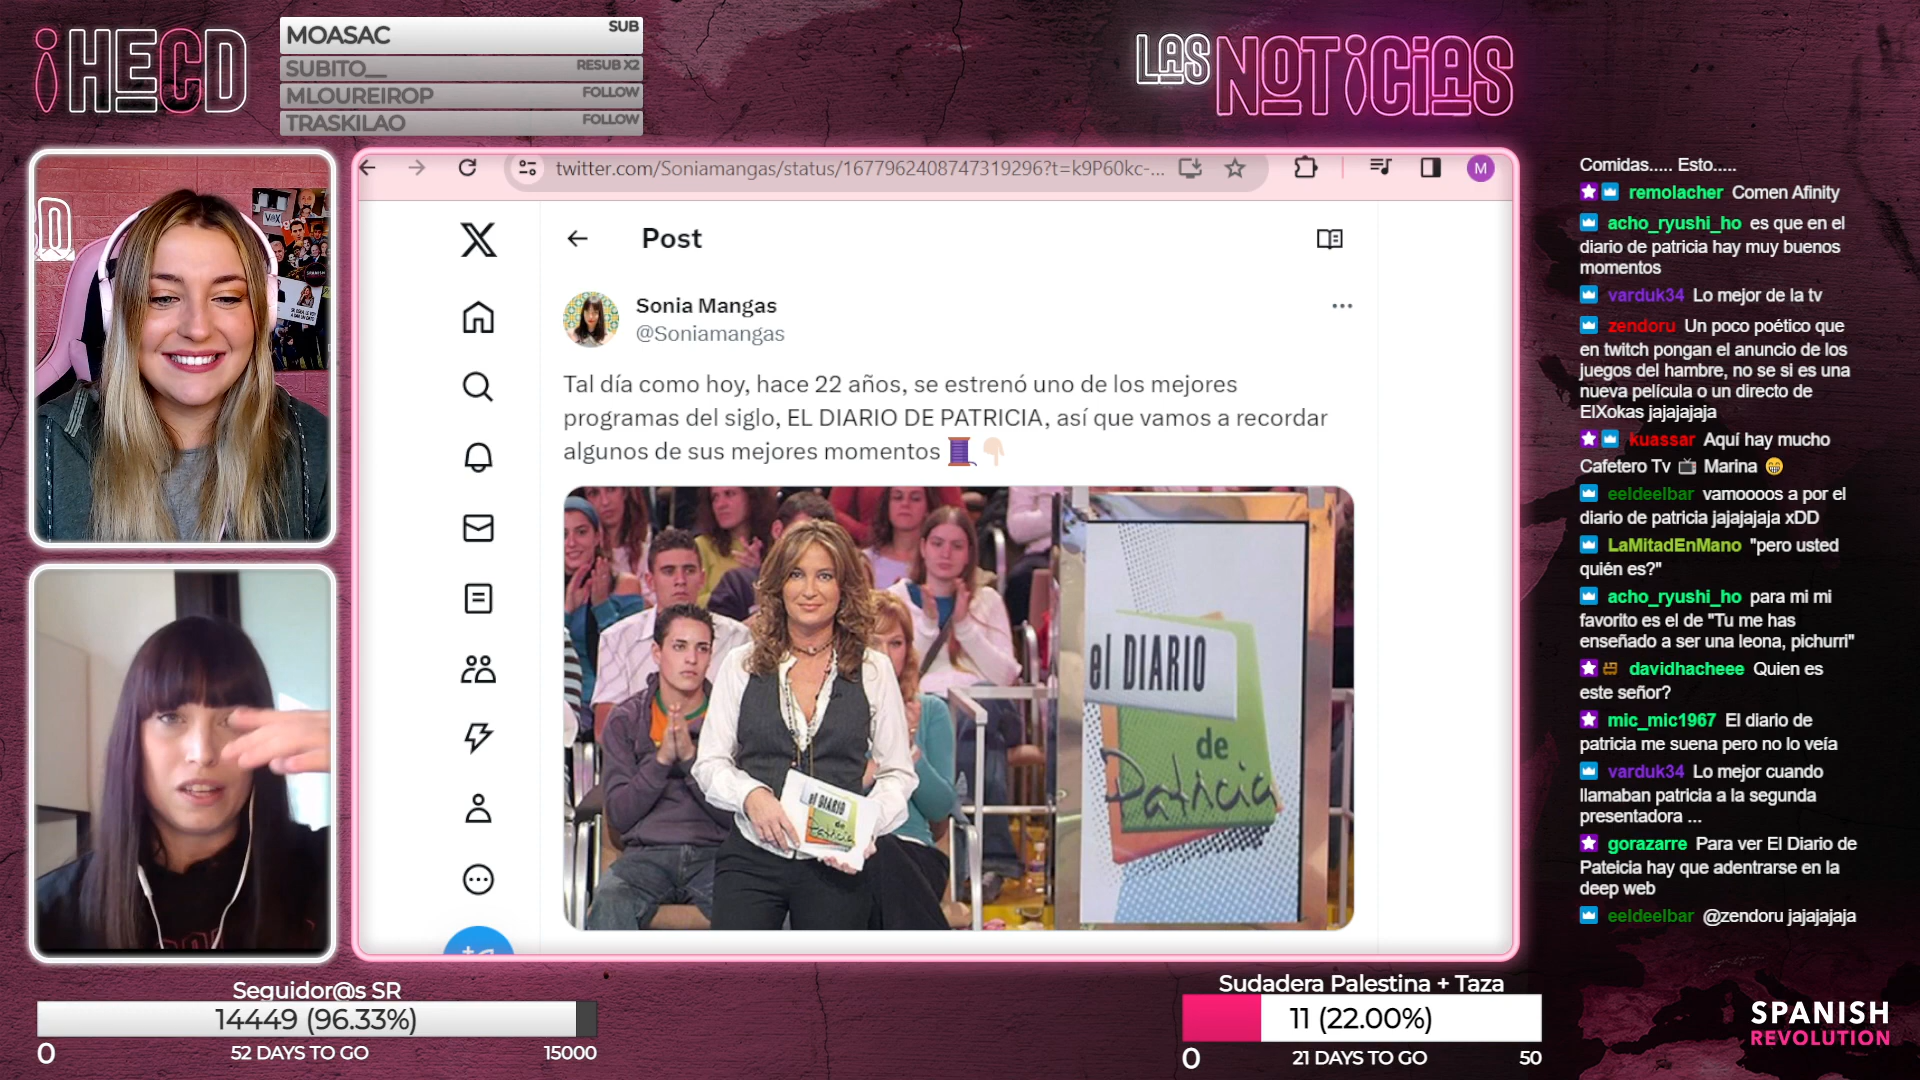 ¡HECD
MOASAC SUB
SUBITO__ RESUB X2
MLOUREIROP FOLLOW
TRASKILAO FOLLOW
LAS NOTICIAS
twitter.com/Soniamangas/status/1677962408747319296?t=k9P60kc-...
M
Post
Sonia Mangas
@Soniamangas
Tal día como hoy, hace 22 años, se estrenó uno de los mejores
programas del siglo, EL DIARIO DE PATRICIA, así que vamos a recordar
algunos de sus mejores momentos 🧵👇🏻
el DIARIO
de
Patricia
el DIARIO
de
Patricia
VOX
Comidas..... Esto.....
remolacher Comen Afinity
acho_ryushi_ho es que en el
diario de patricia hay muy buenos
momentos
varduk34 Lo mejor de la tv
zendoru Un poco poético que
en twitch pongan el anuncio de los
juegos del hambre, no se si es una
nueva película o un directo de
ElXokas jajajajaja
kuassar Aquí hay mucho
Cafetero Tv 📺 Marina 😁
eeldeelbar vamoooos a por el
diario de patricia jajajajaja xDD
LaMitadEnMano "pero usted
quién es?"
acho_ryushi_ho para mi mi
favorito es el de "Tu me has
enseñado a ser una leona, pichurri"
davidhacheee Quien es
este señor?
mic_mic1967 El diario de
patricia me suena pero no lo veía
varduk34 Lo mejor cuando
llamaban patricia a la segunda
presentadora ...
gorazarre Para ver El Diario de
Pateicia hay que adentrarse en la
deep web
eeldeelbar @zendoru jajajajaja
Seguidor@s SR
14449 (96.33%)
0 52 DAYS TO GO 15000
Sudadera Palestina + Taza
11 (22.00%)
0 21 DAYS TO GO 50
SPANISH
REVOLUTION